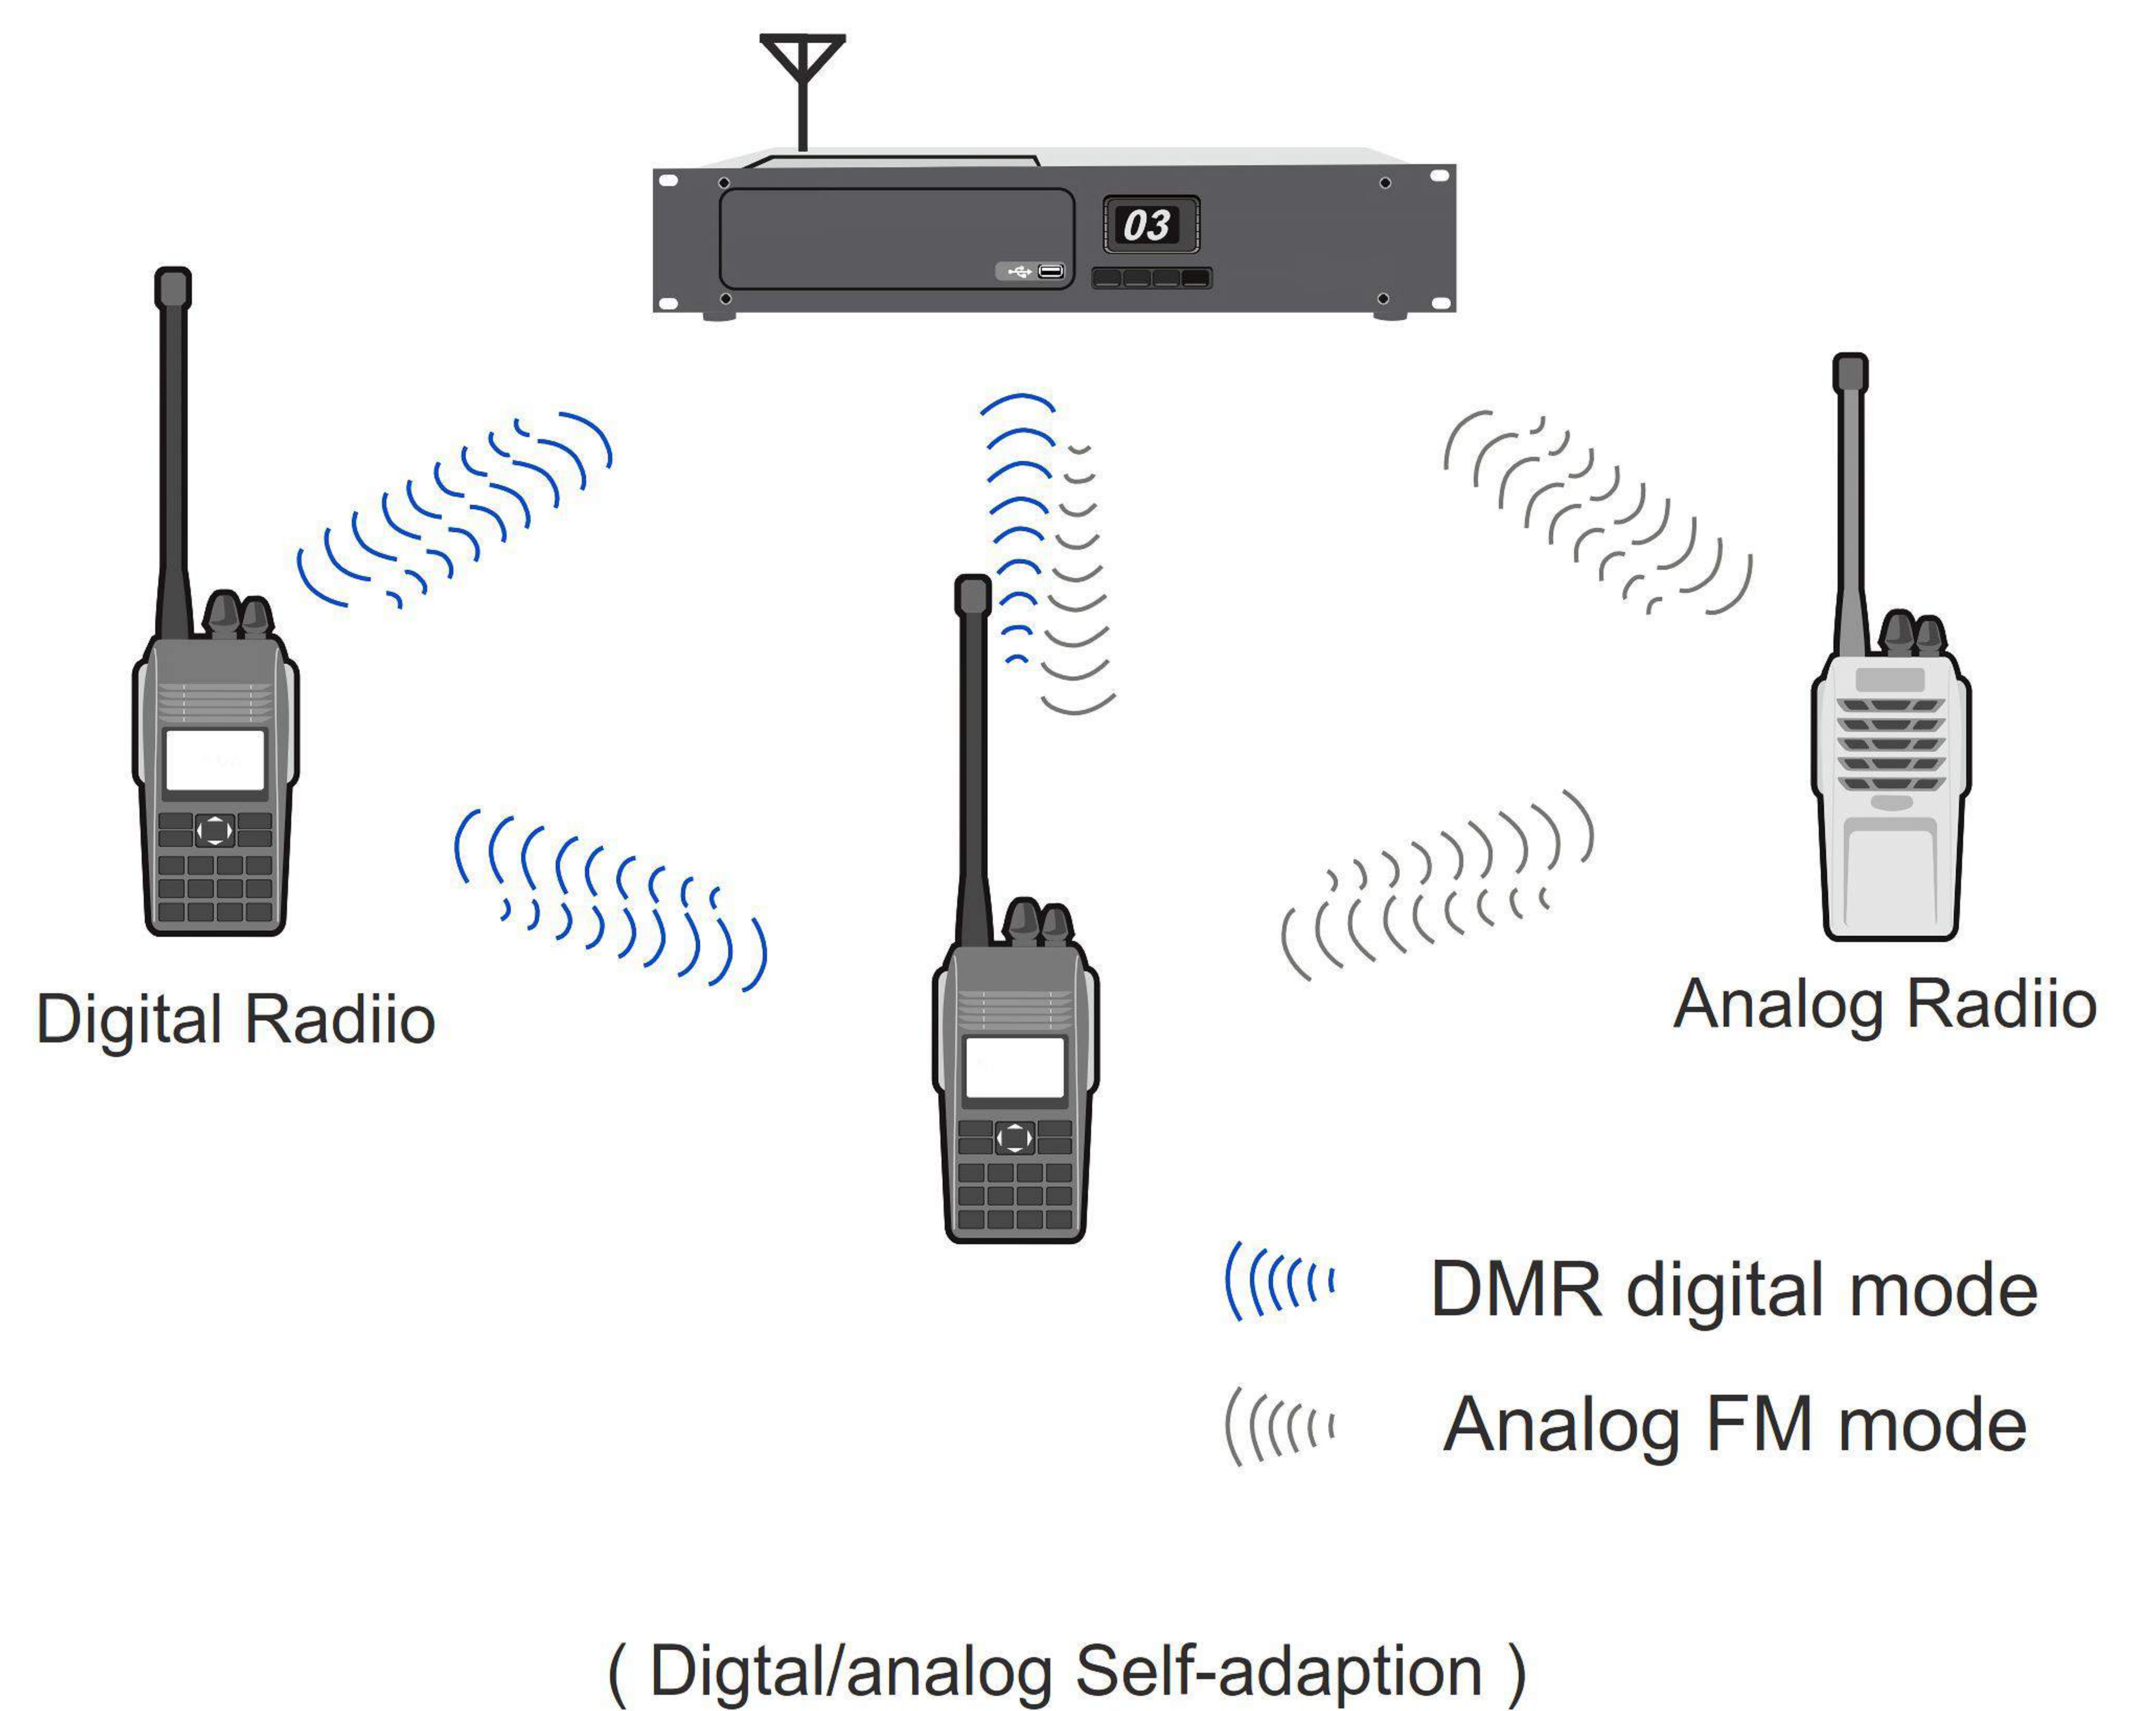 03
Digital Radiio
Analog Radiio
DMR digital mode
Analog FM mode
( Digtal/analog Self-adaption )